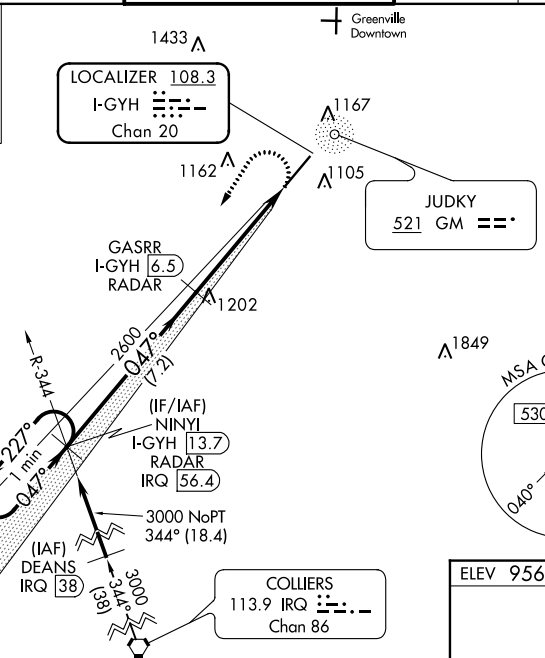 Greenville
Downtown
1433
LOCALIZER 108.3
I-GYH
Chan 20
1167
1162
1105
JUDKY
521 GM
GASRR
I-GYH 6.5
RADAR
1202
2600
047°
(7.2)
1849
MSA
530
040°
R-344
(IF/IAF)
NINYI
I-GYH 13.7
RADAR
IRQ 56.4
227°
1 min
047°
3000 NoPT
344° (18.4)
(IAF)
DEANS
IRQ 38
3000
344°
(38)
COLLIERS
113.9 IRQ
Chan 86
ELEV 956